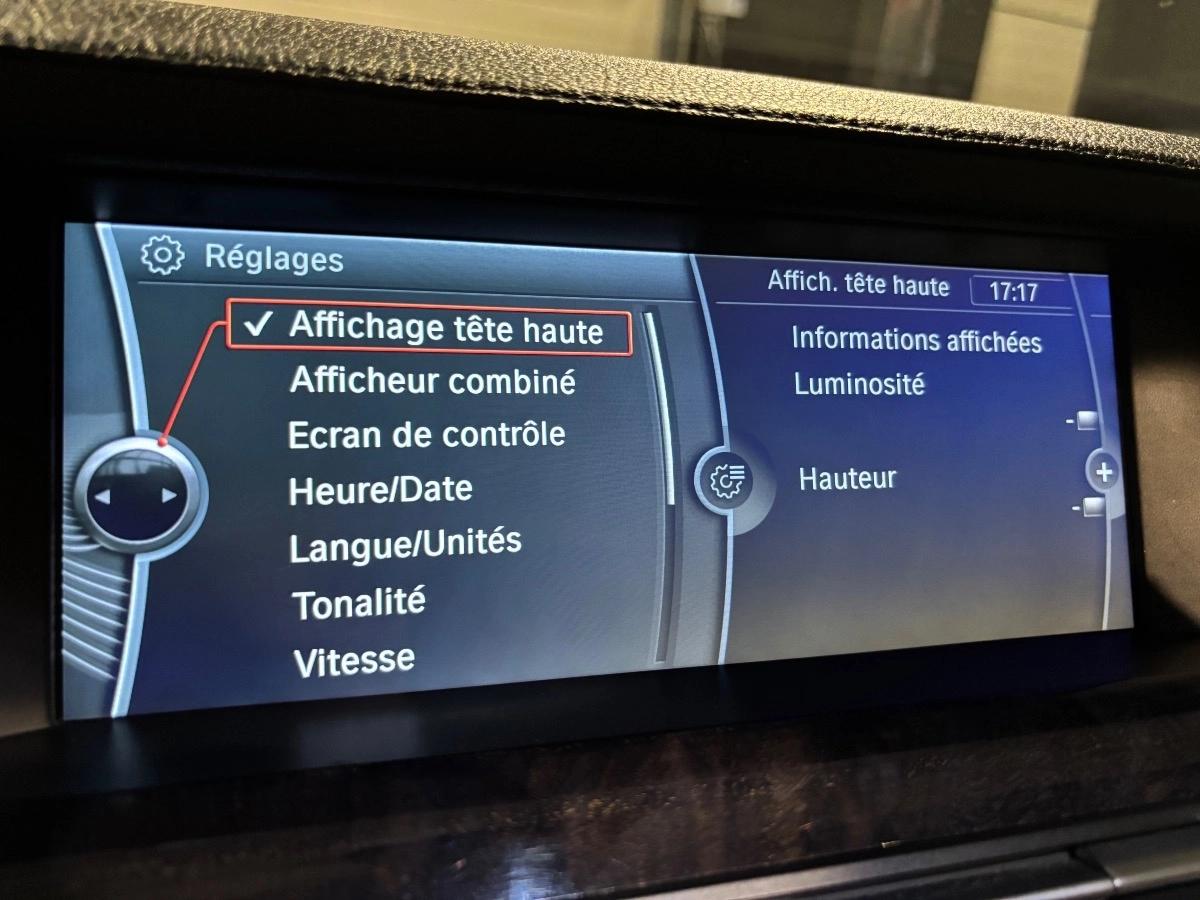 Réglages
✓ Affichage tête haute
Afficheur combiné
Ecran de contrôle
Heure/Date
Langue/Unités
Tonalité
Vitesse
Affich. tête haute 17:17
Informations affichées
Luminosité
Hauteur